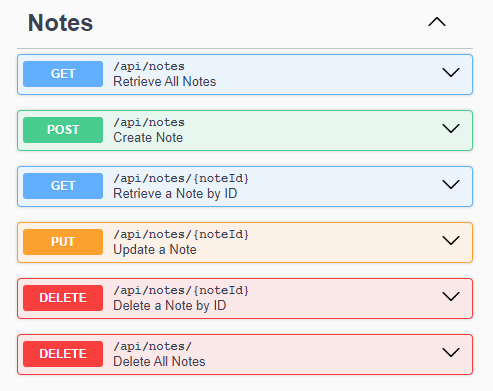 Notes
GET
/api/notes
Retrieve All Notes
POST
/api/notes
Create Note
GET
/api/notes/{noteId}
Retrieve a Note by ID
PUT
/api/notes/{noteId}
Update a Note
DELETE
/api/notes/{noteId}
Delete a Note by ID
DELETE
/api/notes/
Delete All Notes